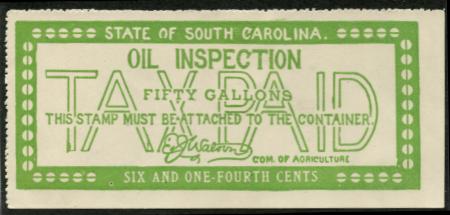 STATE OF SOUTH CAROLINA.
OIL INSPECTION
TAX PAID
FIFTY GALLONS
THIS STAMP MUST BE ATTACHED TO THE CONTAINER.
COM. OF AGRICULTURE
SIX AND ONE-FOURTH CENTS